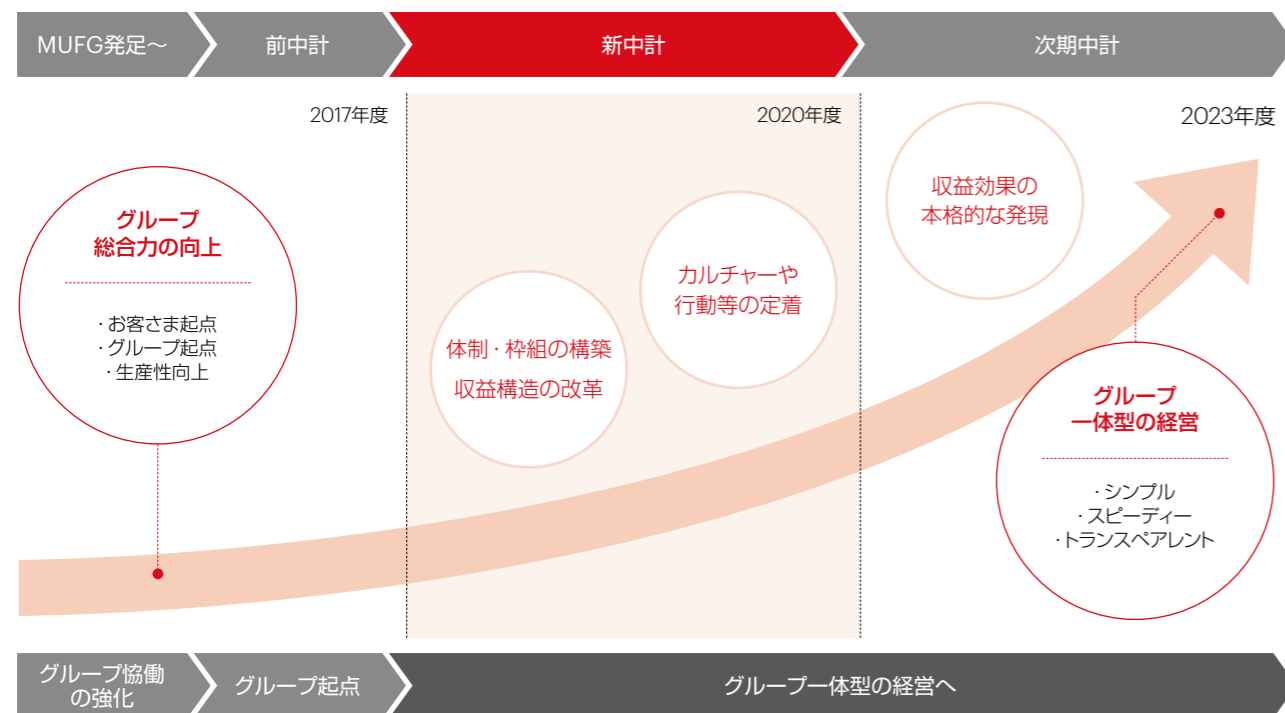 MUFG発足～
前中計
新中計
次期中計
2017年度
2020年度
2023年度
グループ
総合力の向上
・お客さま起点
・グループ起点
・生産性向上
体制・枠組の構築
収益構造の改革
カルチャーや
行動等の定着
収益効果の
本格的な発現
グループ
一体型の経営
・シンプル
・スピーディー
・トランスペアレント
グループ協働
の強化
グループ起点
グループ一体型の経営へ